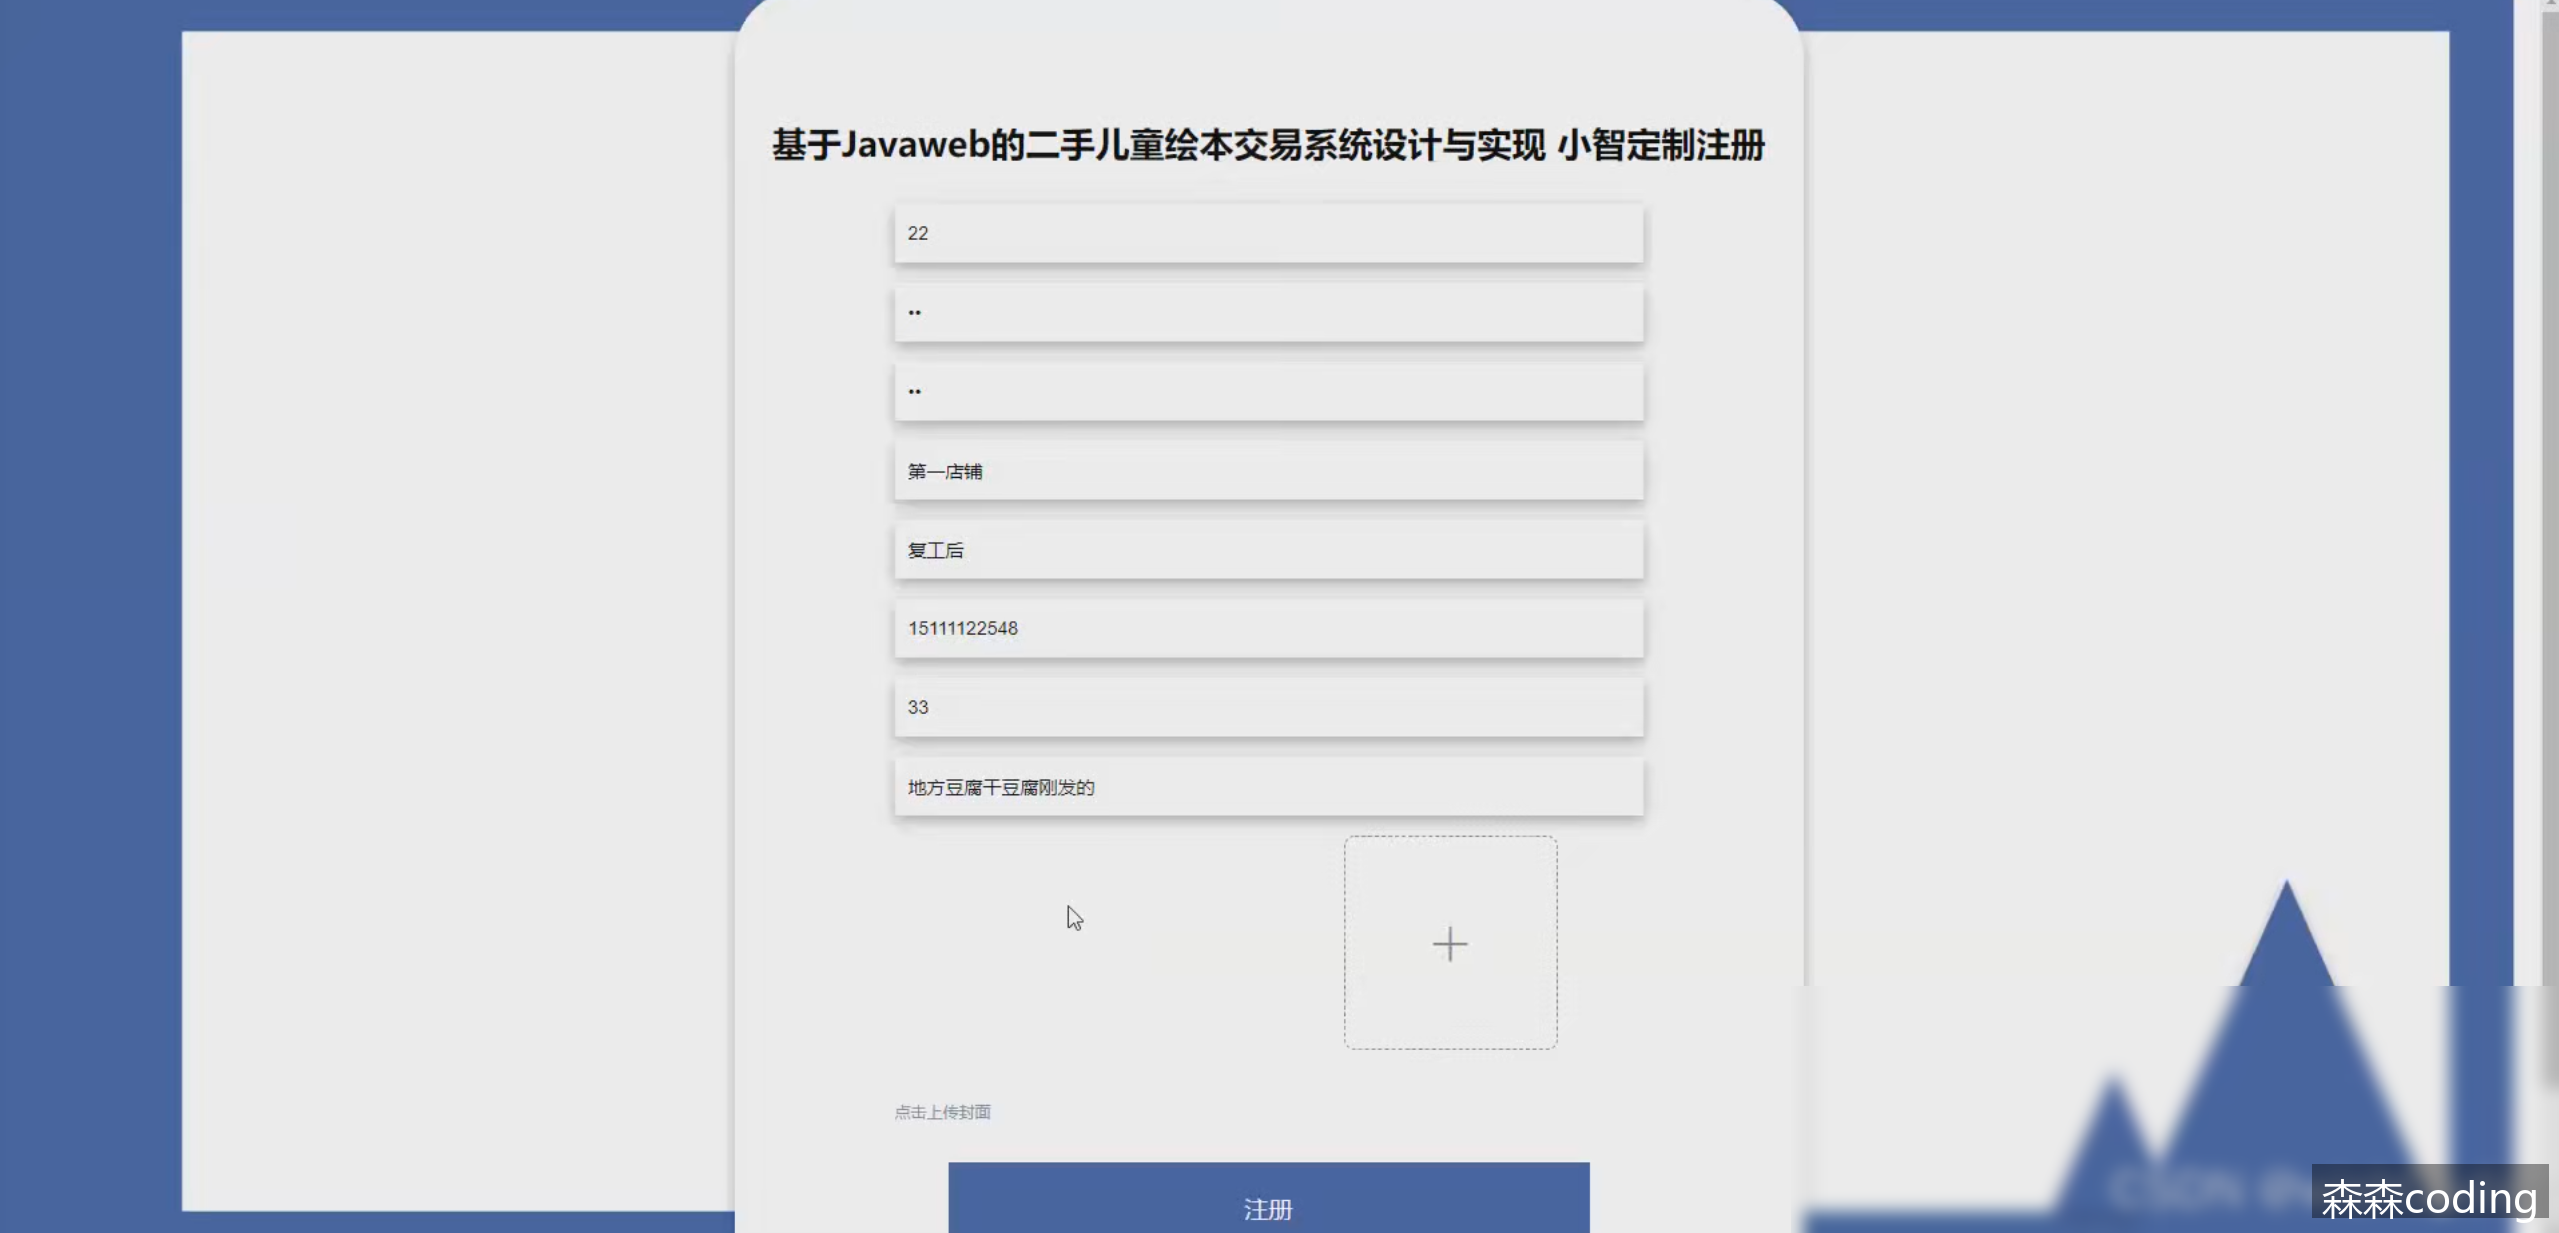 基于Javaweb的二手儿童绘本交易系统设计与实现 小智定制注册
22
••
••
第一店铺
复工后
15111122548
33
地方豆腐干豆腐刚发的
点击上传封面
注册
森森coding